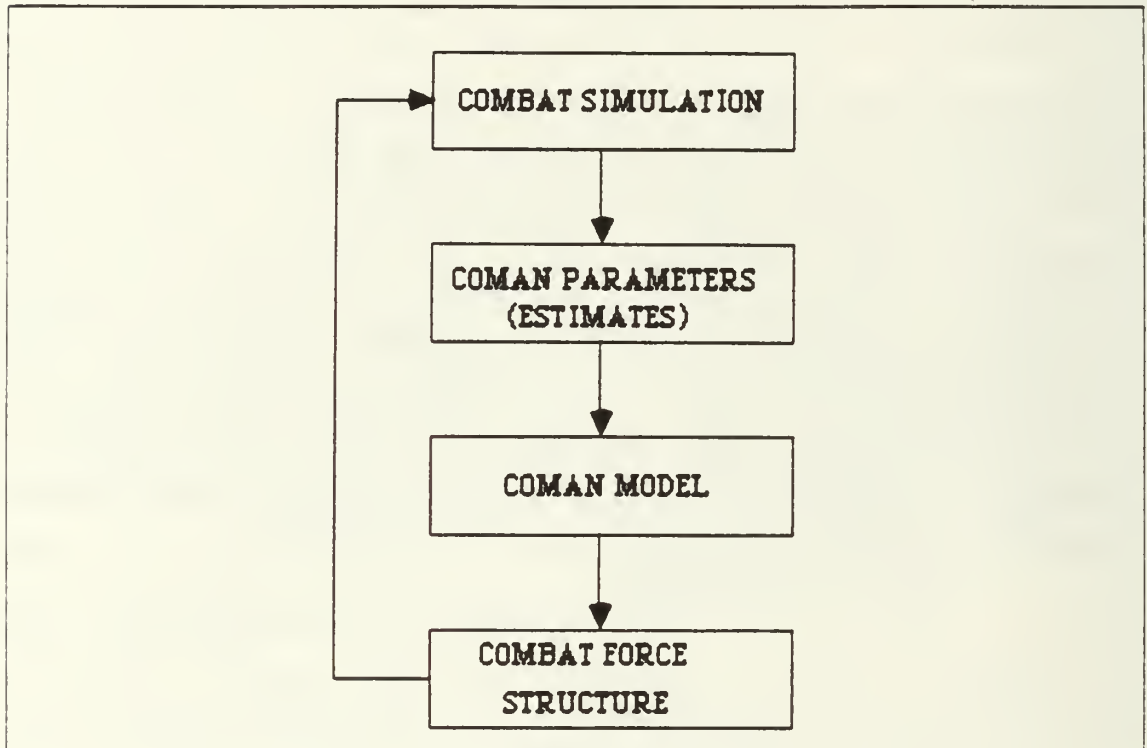 COMBAT SIMULATION
COMAN PARAMETERS
(ESTIMATES)
COMAN MODEL
COMBAT FORCE
STRUCTURE